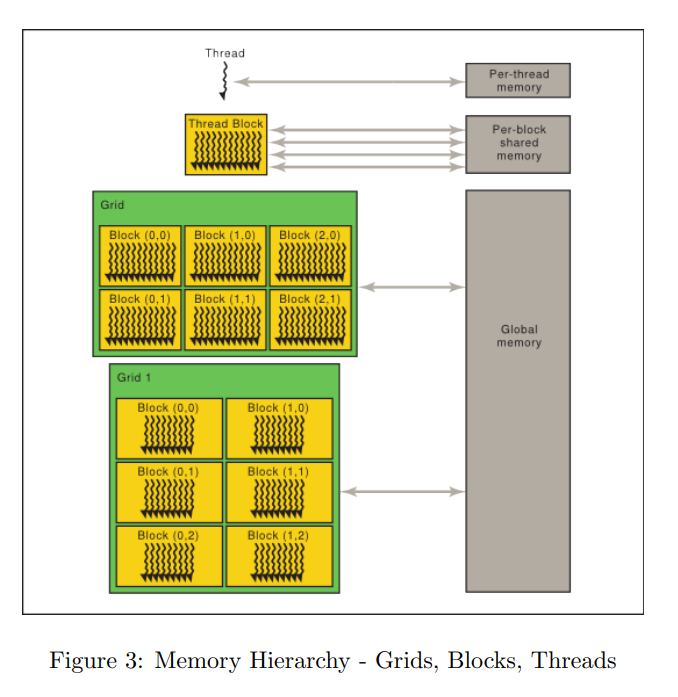 Thread
Per-thread
memory
Thread Block
Per-block
shared
memory
Grid
Block (0,0) Block (1,0) Block (2,0)
Block (0,1) Block (1,1) Block (2,1)
Global
memory
Grid 1
Block (0,0) Block (1,0)
Block (0,1) Block (1,1)
Block (0,2) Block (1,2)
Figure 3: Memory Hierarchy - Grids, Blocks, Threads